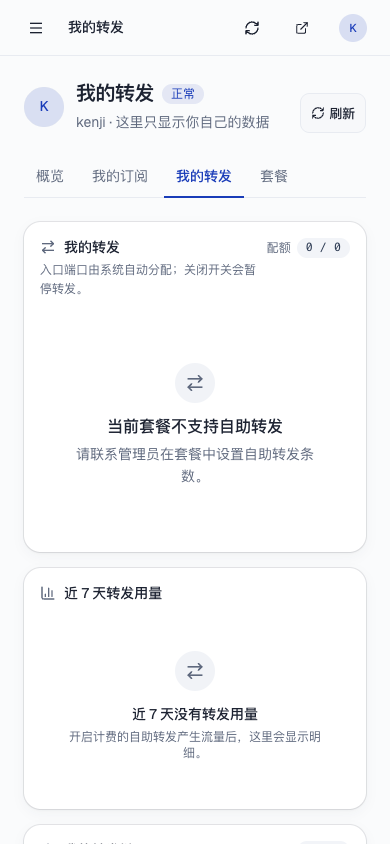 我的转发
K
K
我的转发 正常
kenji · 这里只显示你自己的数据
刷新
概览 我的订阅 我的转发 套餐
我的转发 配额 0 / 0
入口端口由系统自动分配；关闭开关会暂
停转发。
当前套餐不支持自助转发
请联系管理员在套餐中设置自助转发条
数。
近 7 天转发用量
近 7 天没有转发用量
开启计费的自助转发产生流量后，这里会显示明
细。